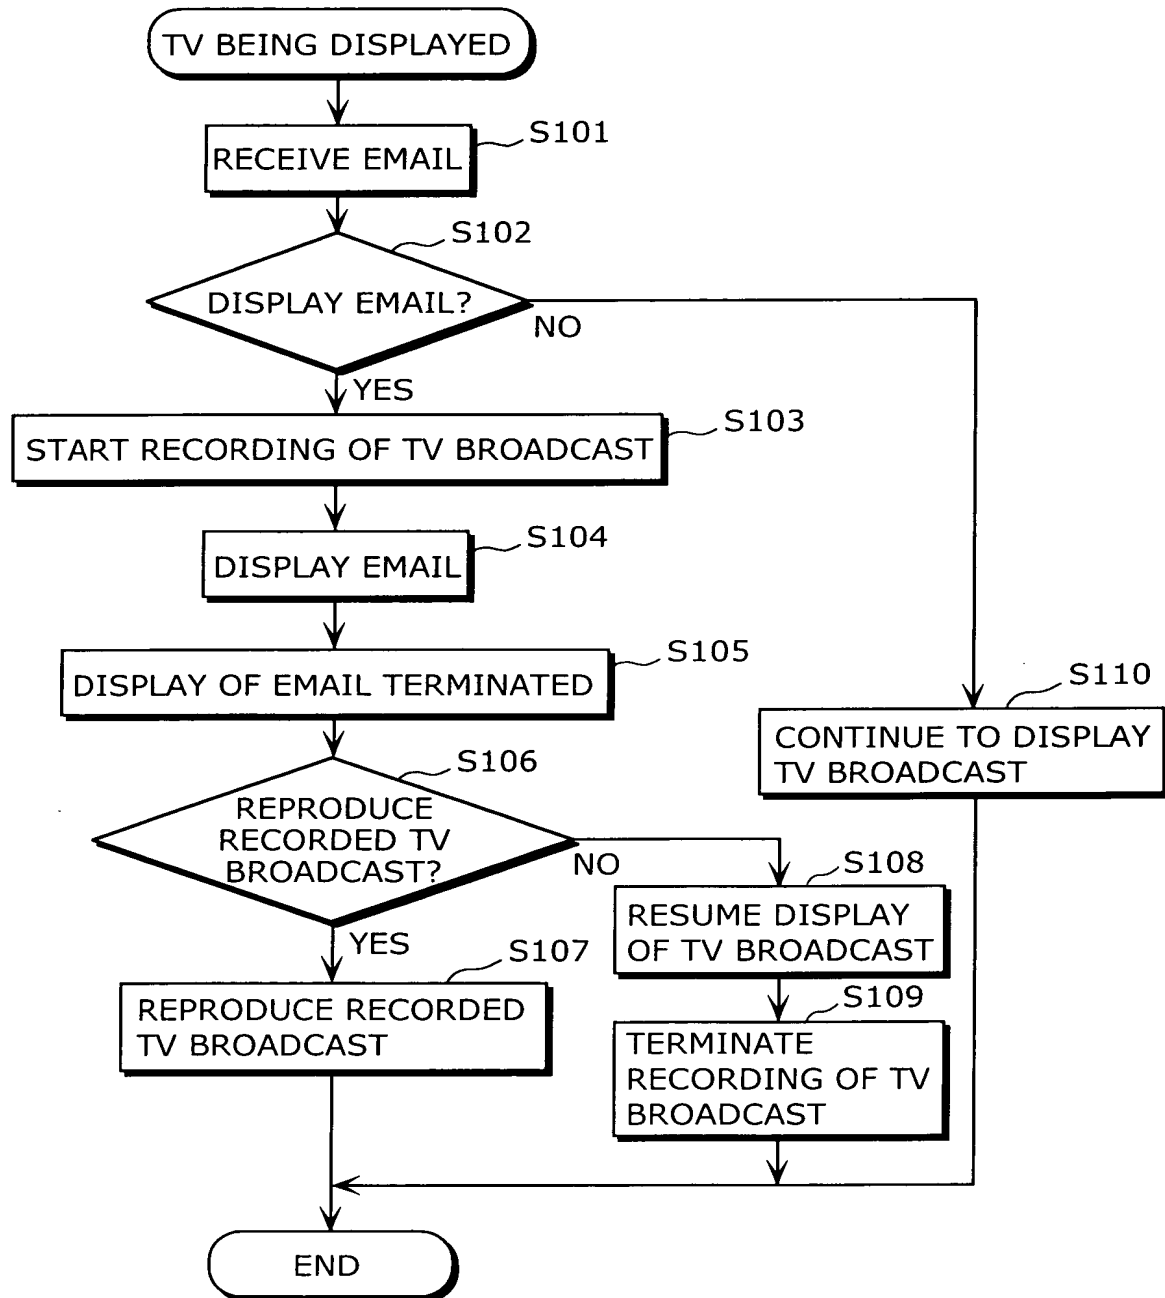 TV BEING DISPLAYED
S101
RECEIVE EMAIL
S102
DISPLAY EMAIL?
NO
YES
S103
START RECORDING OF TV BROADCAST
S104
DISPLAY EMAIL
S105
DISPLAY OF EMAIL TERMINATED
S110
CONTINUE TO DISPLAY
TV BROADCAST
S106
REPRODUCE
RECORDED TV
BROADCAST?
NO
YES
S108
RESUME DISPLAY
OF TV BROADCAST
S107
REPRODUCE RECORDED
TV BROADCAST
S109
TERMINATE
RECORDING OF TV
BROADCAST
END